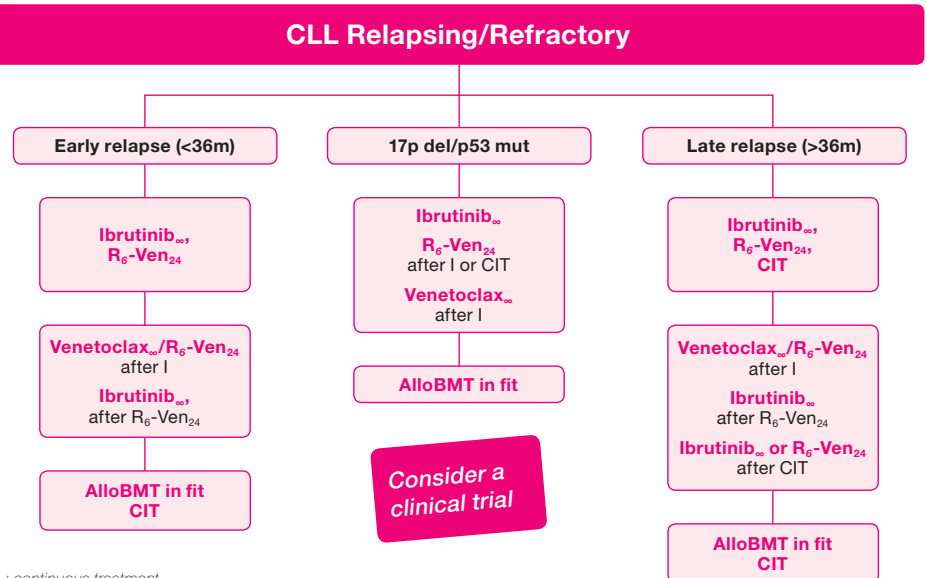 CLL Relapsing/Refractory
Early relapse (<36m)
Ibrutinib∞,
R₆-Ven₂₄
Venetoclax∞/R₆-Ven₂₄
after I
Ibrutinib∞,
after R₆-Ven₂₄
AlloBMT in fit
CIT
17p del/p53 mut
Ibrutinib∞
R₆-Ven₂₄
after I or CIT
Venetoclax∞
after I
AlloBMT in fit
Consider a
clinical trial
Late relapse (>36m)
Ibrutinib∞,
R₆-Ven₂₄,
CIT
Venetoclax∞/R₆-Ven₂₄
after I
Ibrutinib∞
after R₆-Ven₂₄
Ibrutinib∞ or R₆-Ven₂₄
after CIT
AlloBMT in fit
CIT
: continuous treatment